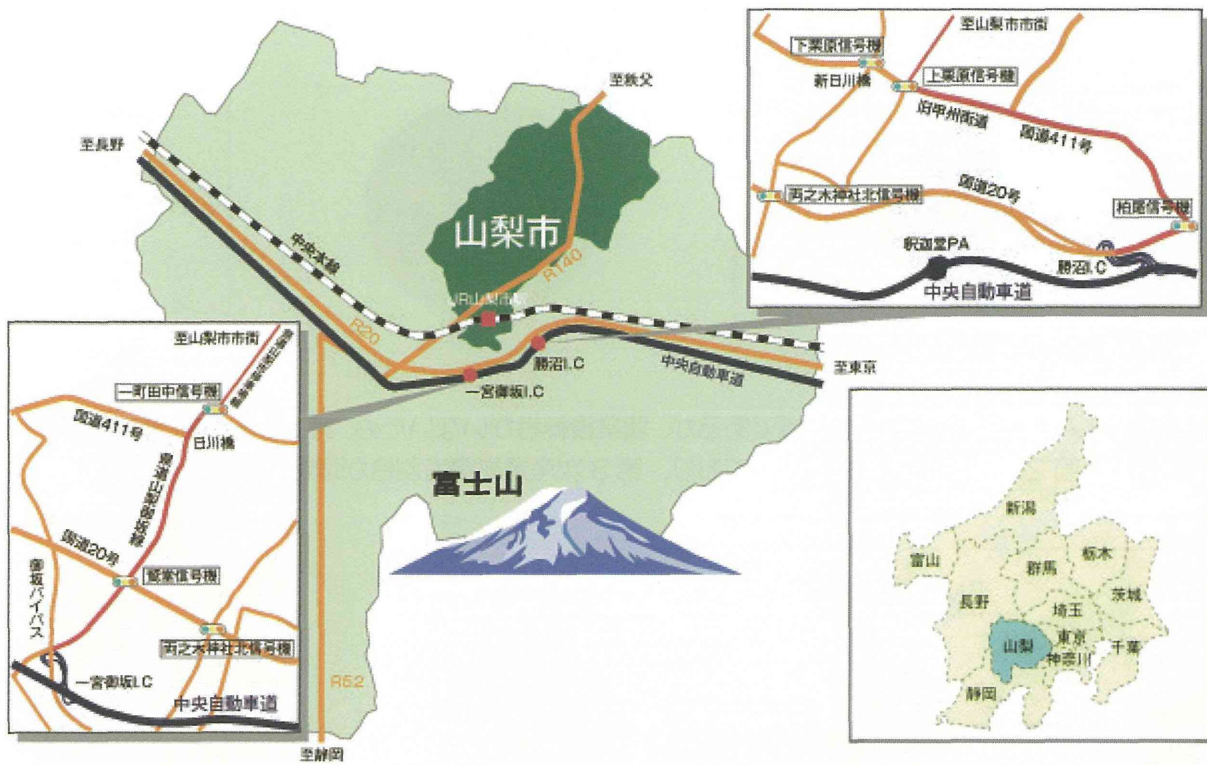 至秩父
至長野
山梨市
中央本線
R140
JR山梨市駅
R20
勝沼I.C
一宮御坂I.C
中央自動車道
至東京
富士山
R52
至静岡
至山梨市市街
下栗原信号機
上栗原信号機
新日川橋
旧甲州街道
国道411号
国道20号
両之木神社北信号機
柏尾信号機
釈迦堂PA
勝沼I.C
中央自動車道
至山梨市市街
一町田中信号機
国道411号
日川橋
国道20号
鷲堂信号機
御坂バイパス
両之木神社北信号機
一宮御坂I.C
中央自動車道
新潟
富山
群馬
栃木
長野
埼玉
茨城
山梨
東京
神奈川
千葉
静岡